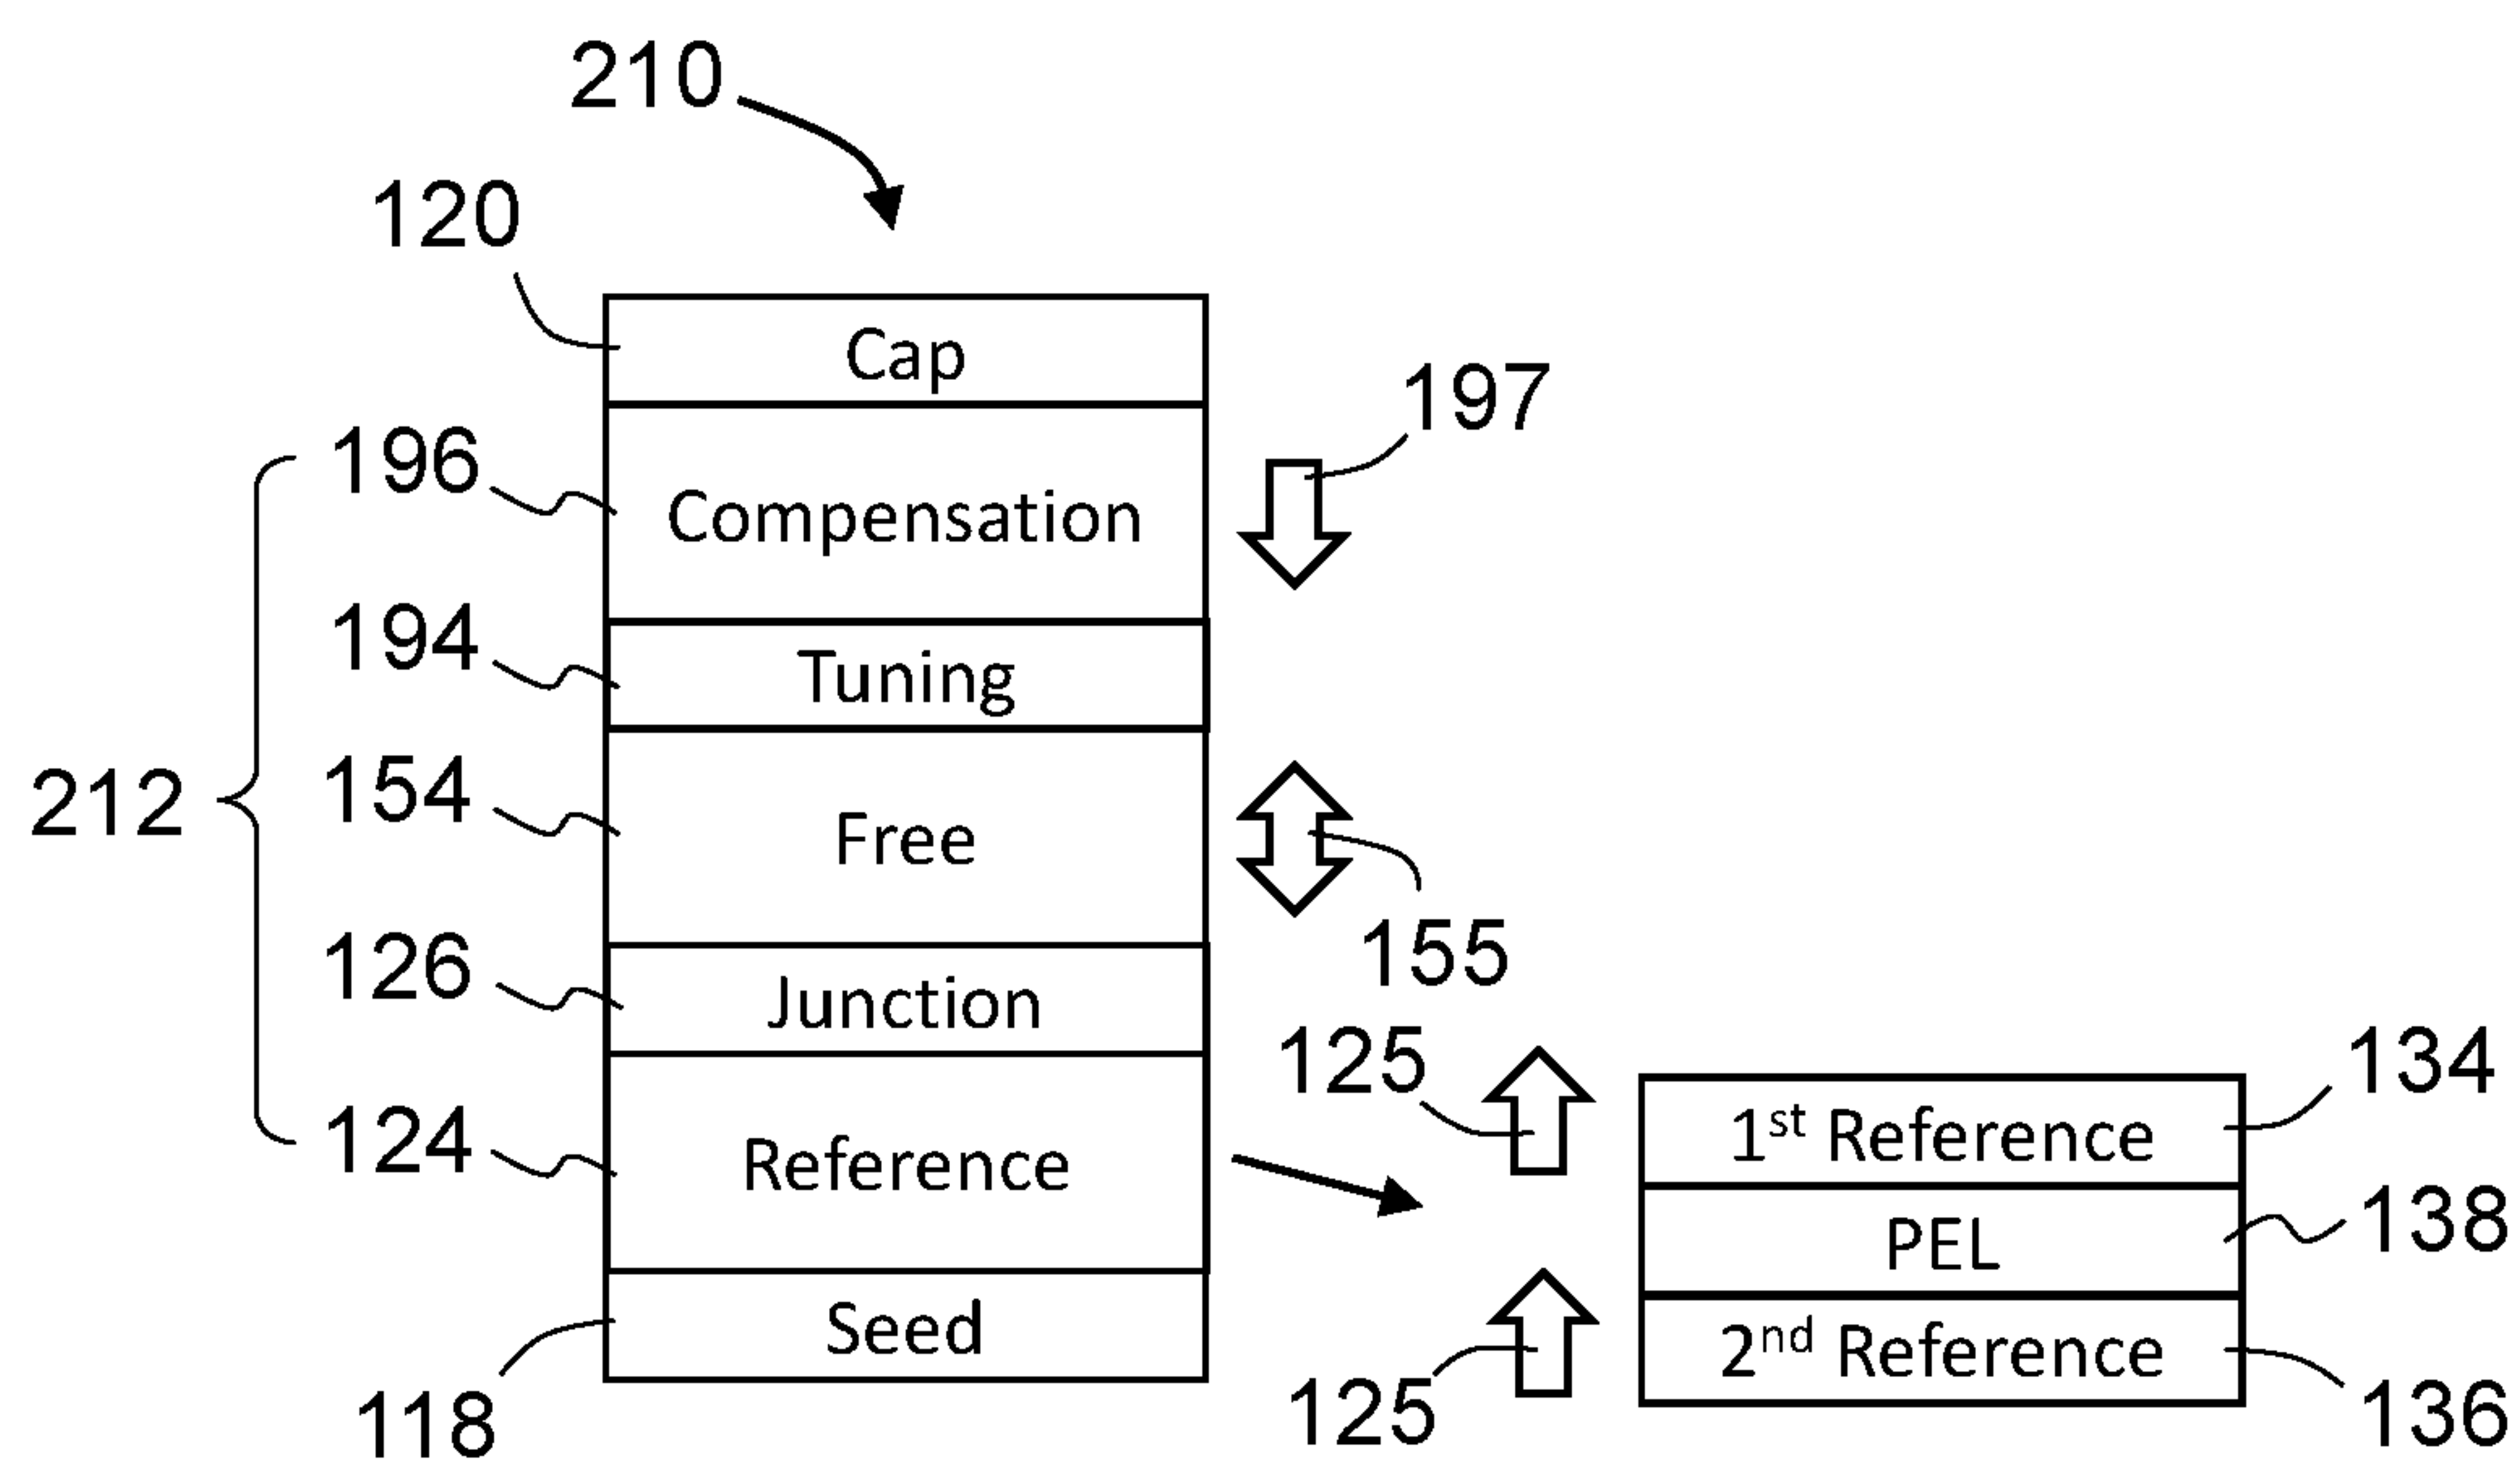 210
120
Cap
197
196
Compensation
194
Tuning
212
154
Free
155
126
Junction
125
134
1st Reference
124
Reference
138
PEL
118
Seed
125
2nd Reference
136